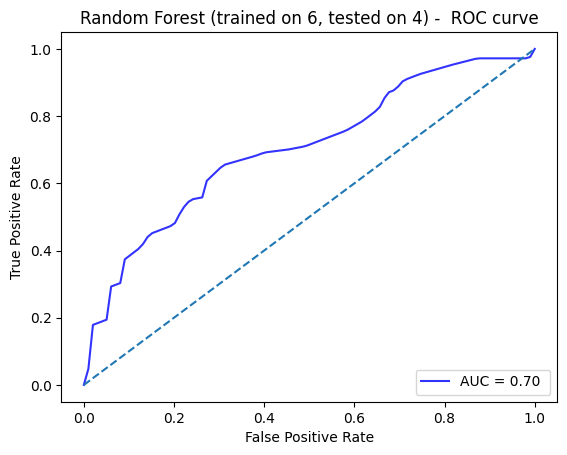 Random Forest (trained on 6, tested on 4) -  ROC curve
1.0
0.8
0.6
0.4
0.2
0.0
True Positive Rate
0.0 0.2 0.4 0.6 0.8 1.0
False Positive Rate
AUC = 0.70